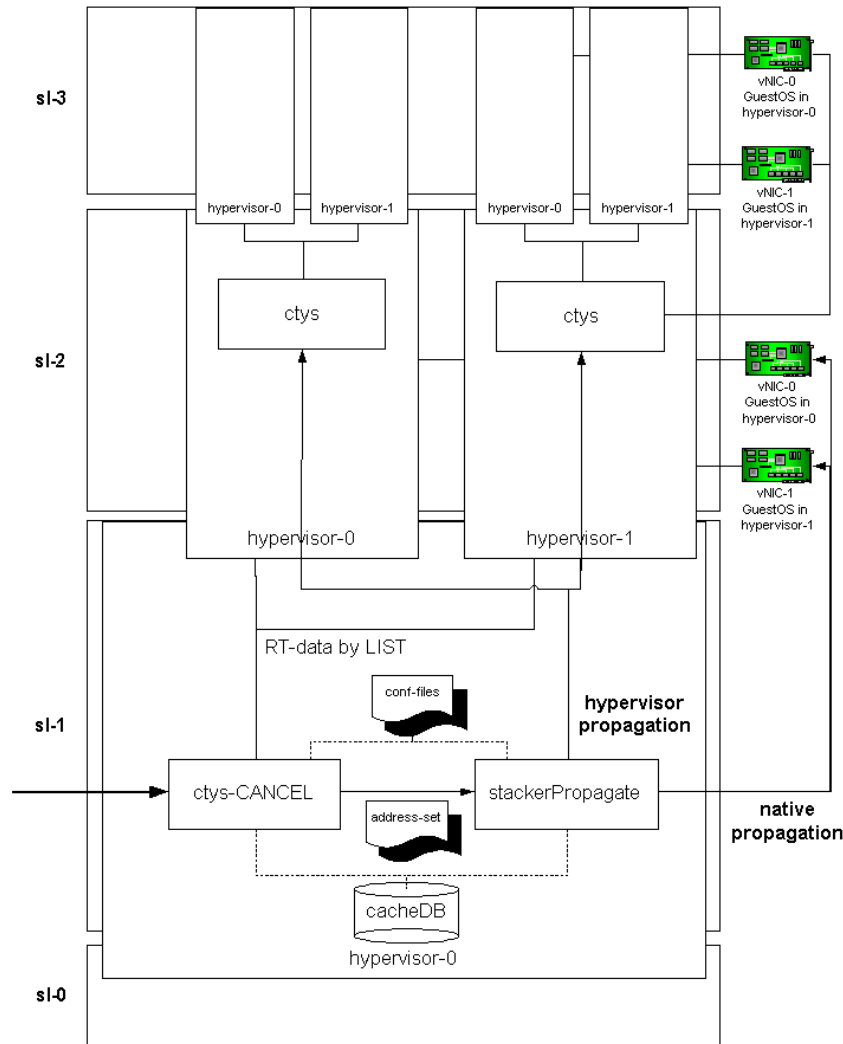 sl-3
hypervisor-0
hypervisor-1
hypervisor-0
hypervisor-1
vNIC-0
GuestOS in
hypervisor-0
vNIC-1
GuestOS in
hypervisor-1
sl-2
ctys
ctys
vNIC-0
GuestOS in
hypervisor-0
vNIC-1
GuestOS in
hypervisor-1
hypervisor-0
hypervisor-1
RT-data by LIST
sl-1
conf-files
hypervisor
propagation
ctys-CANCEL
stackerPropagate
address-set
native
propagation
cacheDB
hypervisor-0
sl-0